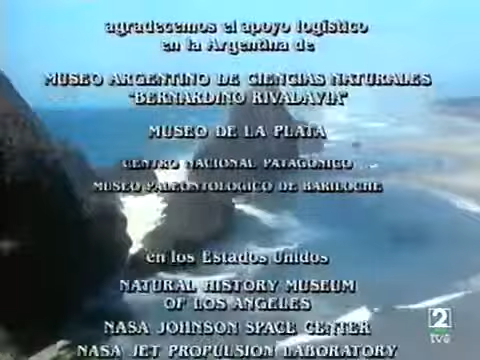 agradecemos el apoyo logístico
en la Argentina de
MUSEO ARGENTINO DE CIENCIAS NATURALES
"BERNARDINO RIVADAVIA"
MUSEO DE LA PLATA
CENTRO NACIONAL PATAGONICO
MUSEO PALEONTOLOGICO DE BARILOCHE
en los Estados Unidos
NATURAL HISTORY MUSEUM
OF LOS ANGELES
NASA JOHNSON SPACE CENTER
NASA JET PROPULSION LABORATORY
2
tve